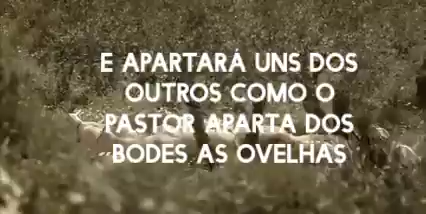 E APARTARÁ UNS DOS
OUTROS COMO O
PASTOR APARTA DOS
BODES AS OVELHAS